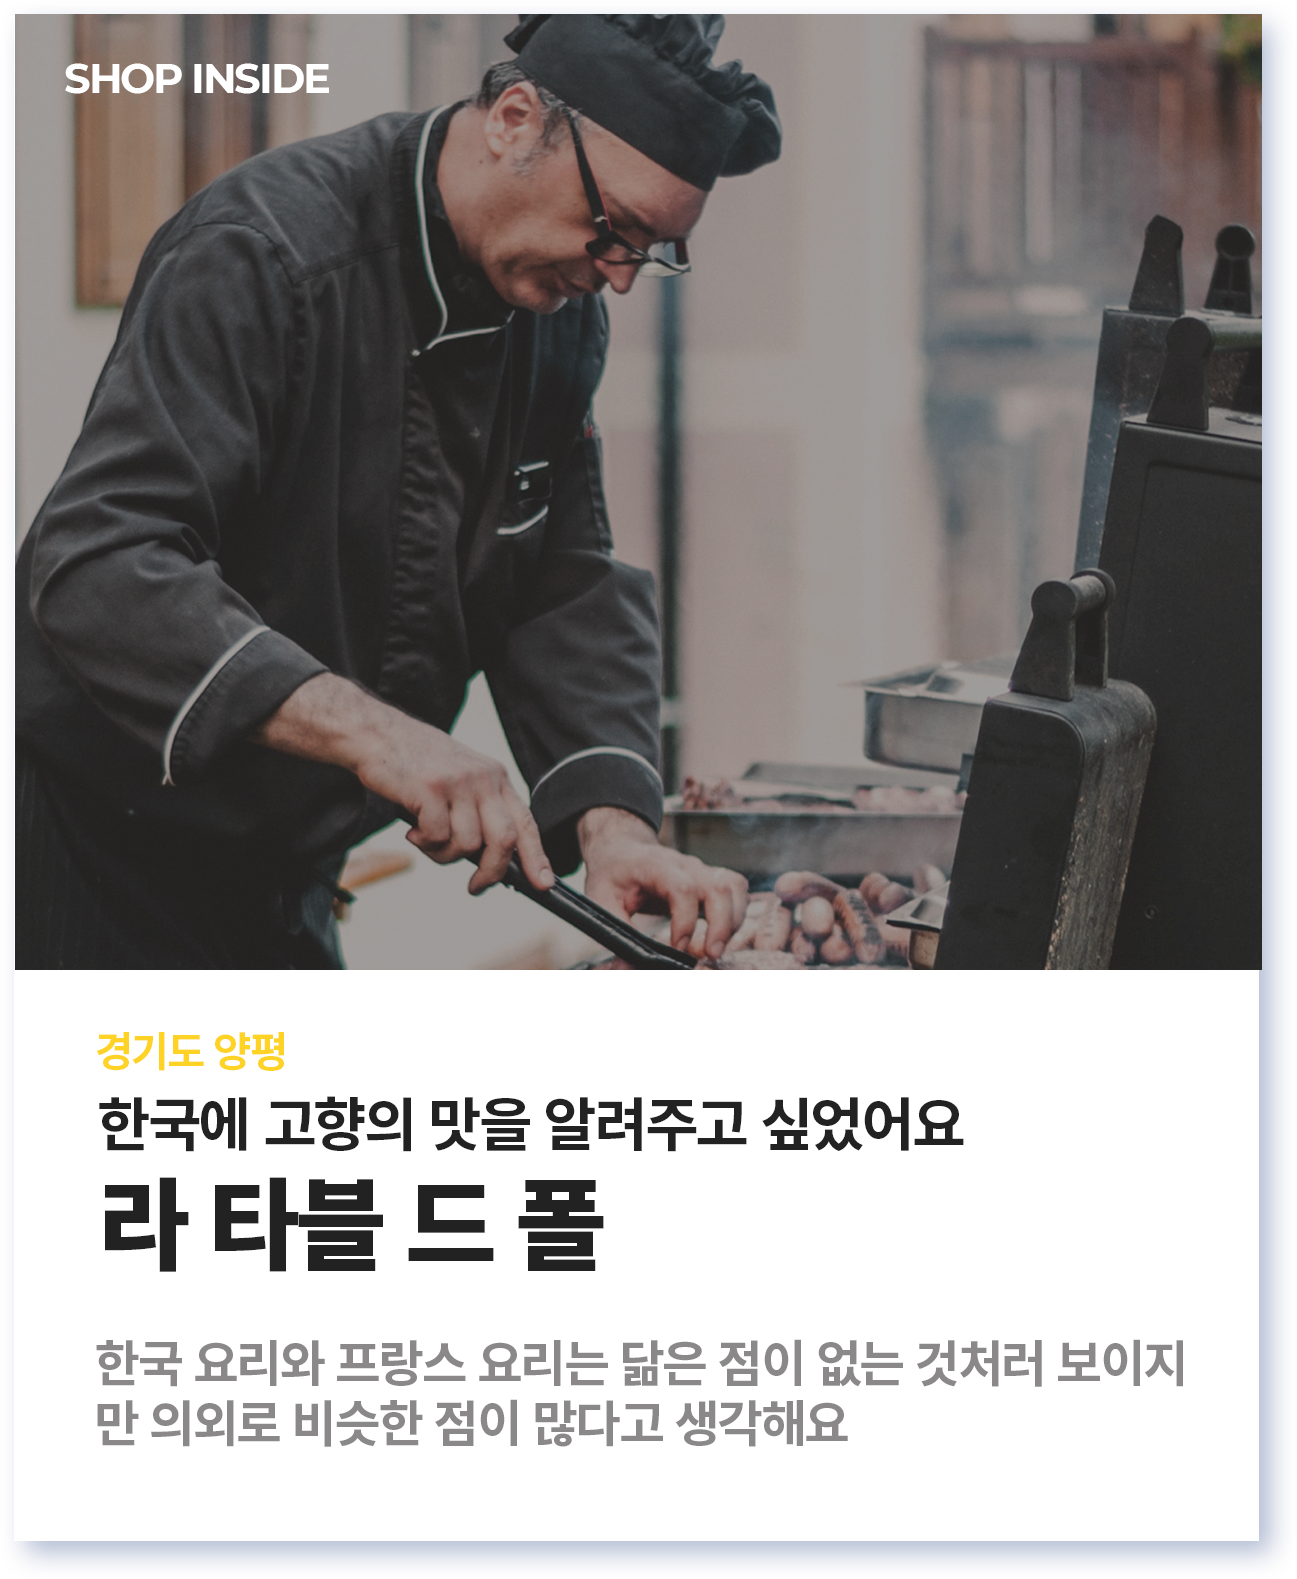 SHOP INSIDE
경기도 양평
한국에 고향의 맛을 알려주고 싶었어요
라 타블 드 폴
한국 요리와 프랑스 요리는 닮은 점이 없는 것처러 보이지
만 의외로 비슷한 점이 많다고 생각해요